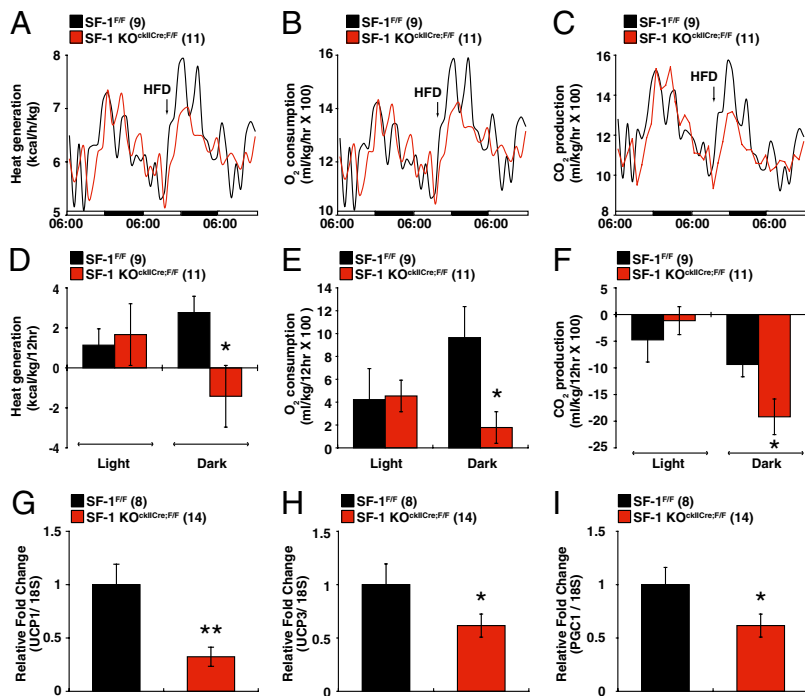 A
SF-1F/F (9)
SF-1 KOckIICre;F/F (11)
Heat generation
(kcal/h/kg)
8
7
6
5
HFD
06:00 06:00 06:00
B
SF-1F/F (9)
SF-1 KOckIICre;F/F (11)
O2 consumption
(ml/kg/hr X 100)
16
14
12
10
HFD
06:00 06:00 06:00
C
SF-1F/F (9)
SF-1 KOckIICre;F/F (11)
CO2 production
(ml/kg/hr X 100)
16
14
12
10
8
HFD
06:00 06:00 06:00
D
SF-1F/F (9)
SF-1 KOckIICre;F/F (11)
Heat generation
(kcal/kg/12hr)
4
2
0
-2
-4
*
Light Dark
E
SF-1F/F (9)
SF-1 KOckIICre;F/F (11)
O2 consumption
(ml/kg/12hr X 100 )
14
12
10
8
6
4
2
0
*
Light Dark
F
SF-1F/F (9)
SF-1 KOckIICre;F/F (11)
CO2 production
(ml/kg/12hr X 100)
5
0
-5
-10
-15
-20
-25
*
Light Dark
G
SF-1F/F (8)
SF-1 KOckIICre;F/F (14)
Relative Fold Change
(UCP1/ 18S)
1.5
1
0.5
0
**
H
SF-1F/F (8)
SF-1 KOckIICre;F/F (14)
Relative Fold Change
(UCP3/ 18S)
1.5
1
0.5
0
*
I
SF-1F/F (8)
SF-1 KOckIICre;F/F (14)
Relative Fold Change
(PGC1 / 18S)
1.5
1
0.5
0
*